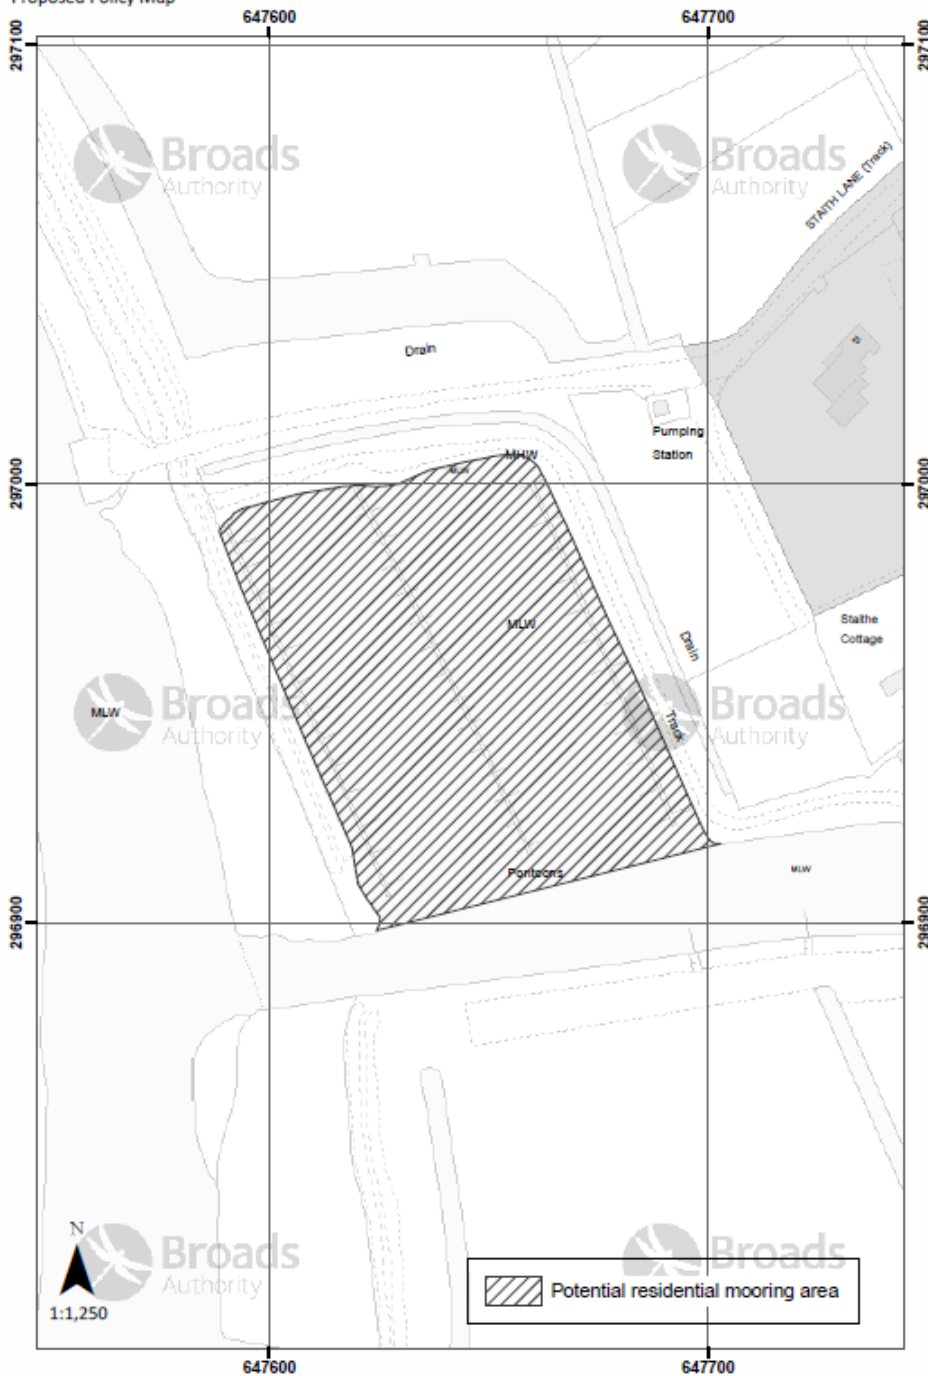 Proposed Policy Map
647600
647700
297100
297100
Broads
Authority
Broads
Authority
STAITH LANE (Track)
Drain
Pumping
Station
MHW
MLW
297000
297000
MLW
Staithe
Cottage
Drain
MLW
Broads
Authority
Track
Broads
Authority
Pontoons
MLW
296900
296900
N
1:1,250
Broads
Authority
Broads
Potential residential mooring area
647600
647700